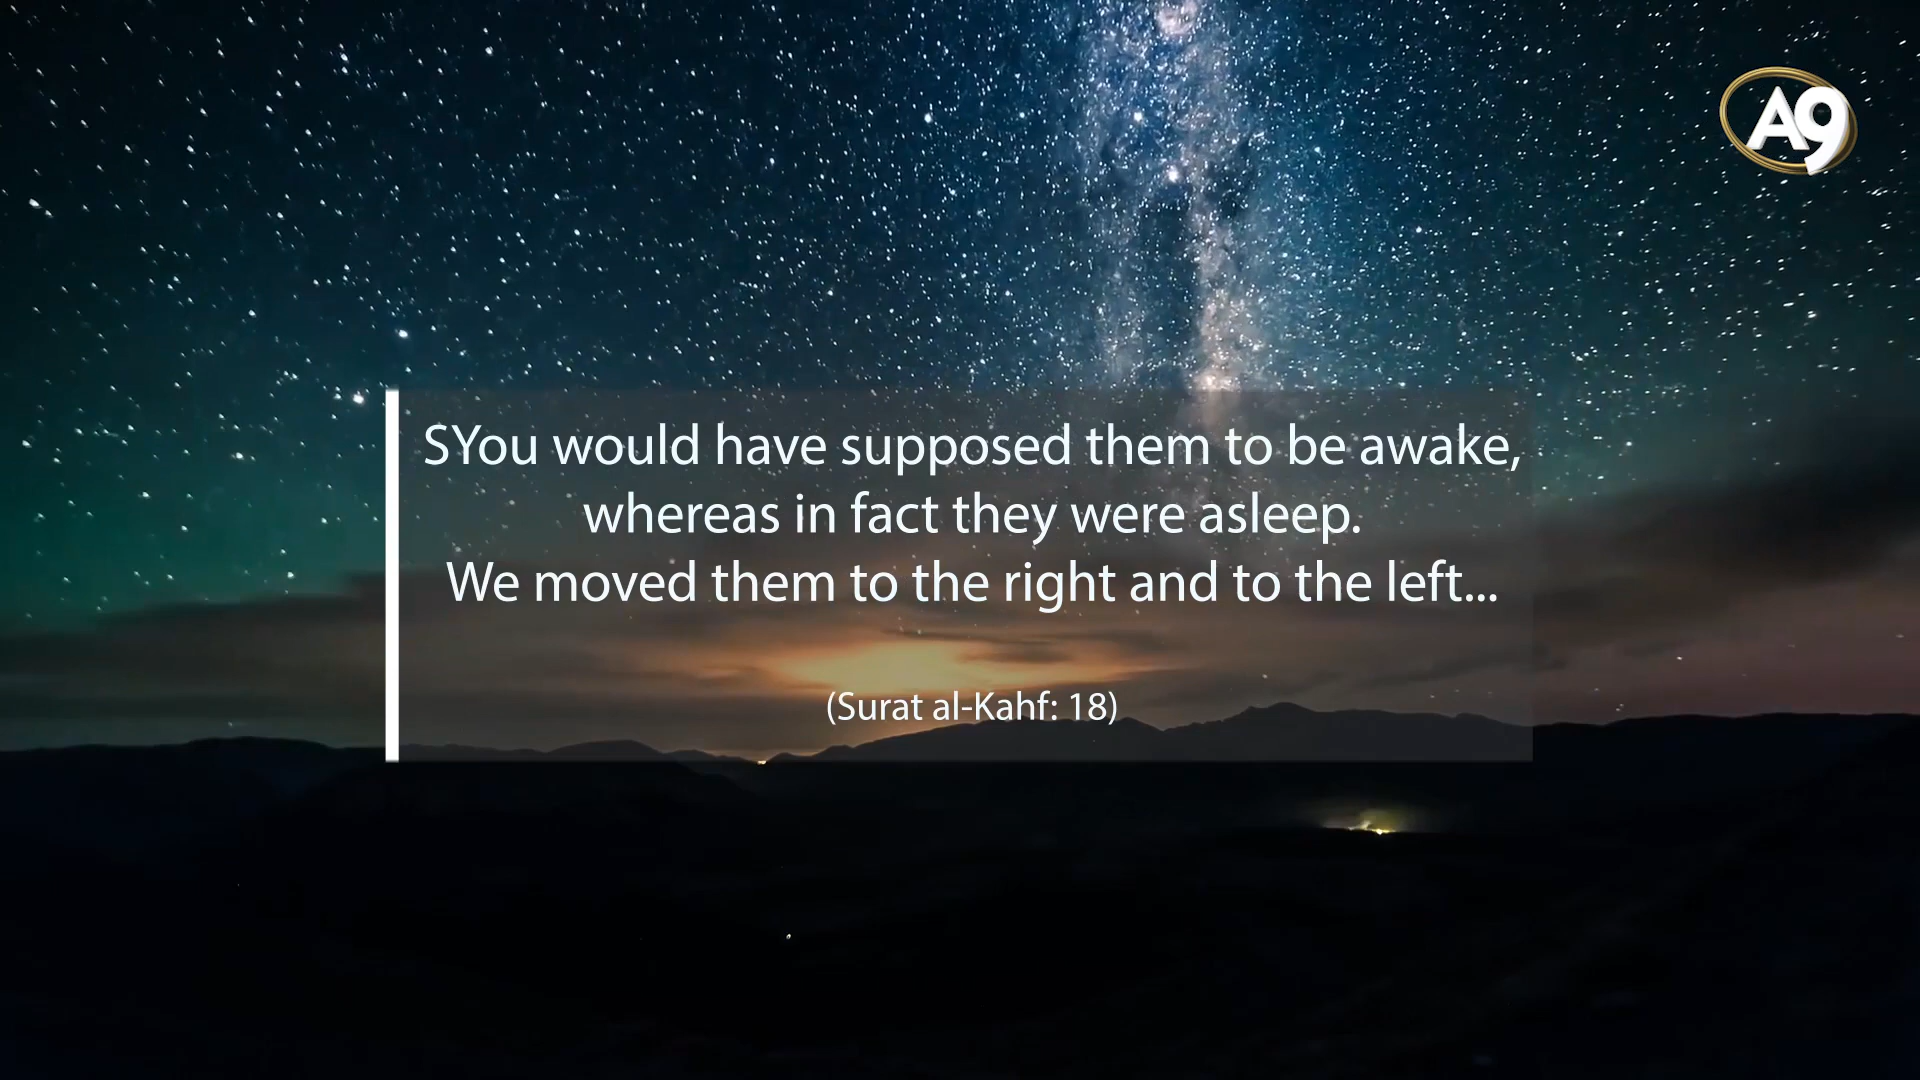 A9
SYou would have supposed them to be awake,
whereas in fact they were asleep.
We moved them to the right and to the left...
(Surat al-Kahf: 18)